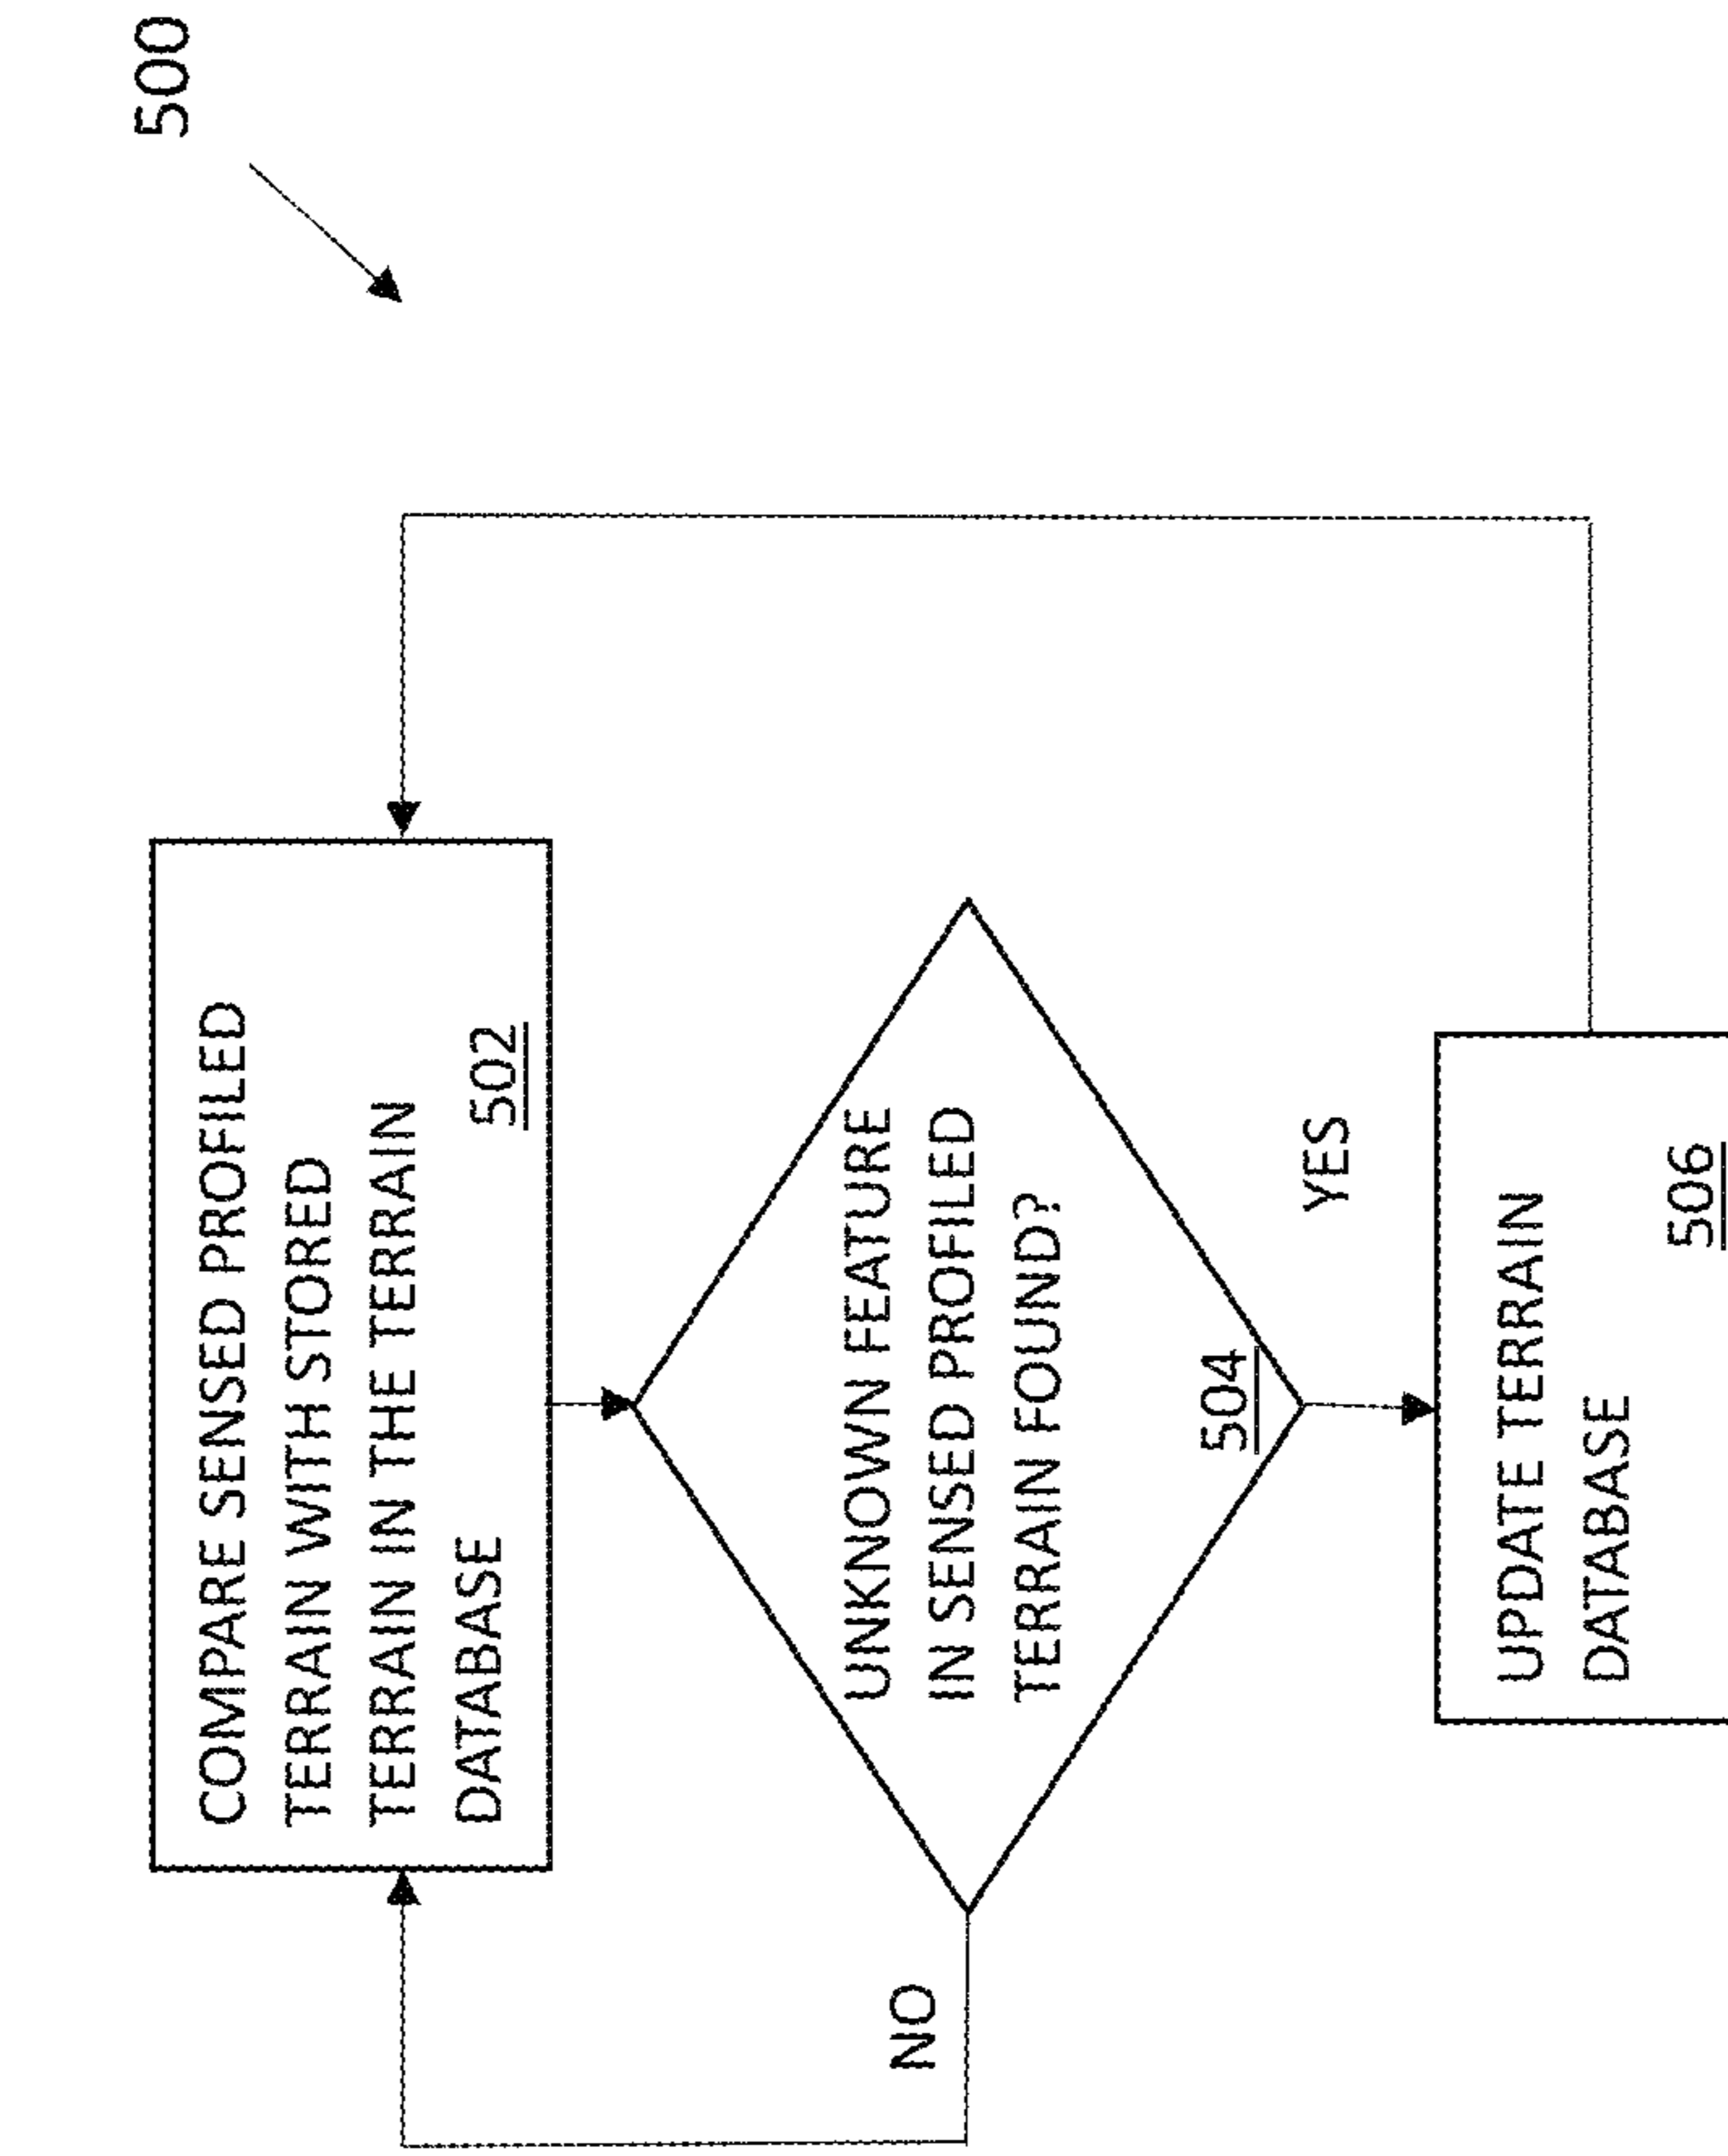 500
COMPARE SENSED PROFILED
TERRAIN WITH STORED
TERRAIN IN THE TERRAIN
DATABASE
502
UNKNOWN FEATURE
IN SENSED PROFILED
TERRAIN FOUND?
504
NO
YES
UPDATE TERRAIN
DATABASE
506